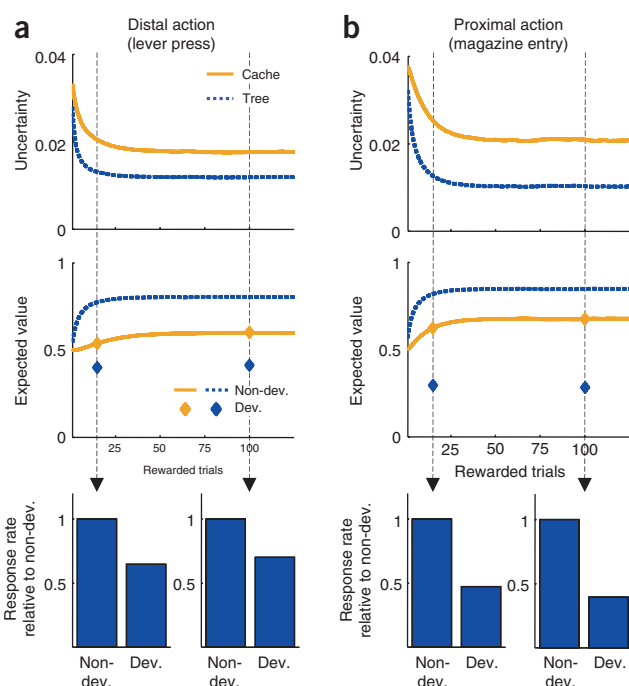 a
Distal action
(lever press)
b
Proximal action
(magazine entry)
0.04
Cache
Tree
Uncertainty
0.02
0
0.04
Uncertainty
0.02
0
1
Expected value
0.5
Non-dev.
Dev.
0
25
50
75
100
Rewarded trials
1
Expected value
0.5
0
25
50
75
100
Rewarded trials
Response rate
relative to non-dev.
1
0.5
Non-
dev.
Dev.
1
0.5
Non-
dev.
Dev.
Response rate
relative to non-dev.
1
0.5
Non-
dev.
Dev.
1
0.5
Non-
dev.
Dev.